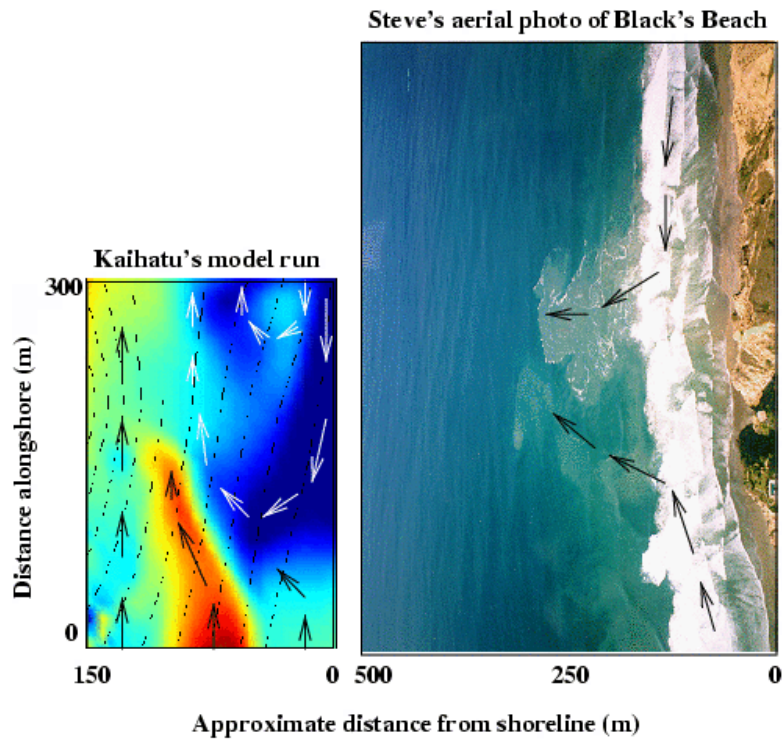 Steve's aerial photo of Black's Beach
Kaihatu's model run
300
Distance alongshore (m)
0
150
0
500
250
0
Approximate distance from shoreline (m)